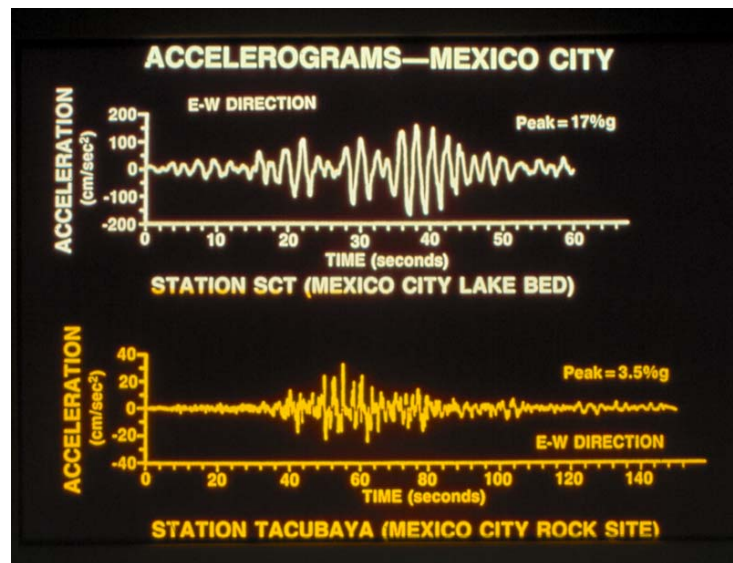 ACCELEROGRAMS—MEXICO CITY
E-W DIRECTION
Peak=17%g
ACCELERATION
(cm/sec²)
200
100
0
-100
-200
0 10 20 30 40 50 60
TIME (seconds)
STATION SCT (MEXICO CITY LAKE BED)
ACCELERATION
(cm/sec²)
40
20
0
-20
-40
Peak=3.5%g
E-W DIRECTION
0 20 40 60 80 100 120 140
TIME (seconds)
STATION TACUBAYA (MEXICO CITY ROCK SITE)